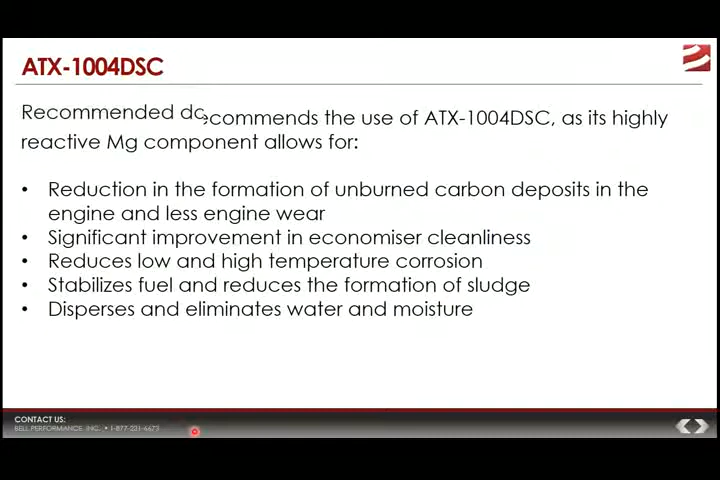 ATX-1004DSC
Recommended do ecommends the use of ATX-1004DSC, as its highly
reactive Mg component allows for:
• Reduction in the formation of unburned carbon deposits in the
engine and less engine wear
• Significant improvement in economiser cleanliness
• Reduces low and high temperature corrosion
• Stabilizes fuel and reduces the formation of sludge
• Disperses and eliminates water and moisture
CONTACT US:
BELL PERFORMANCE, INC. • 1-877-231-6673